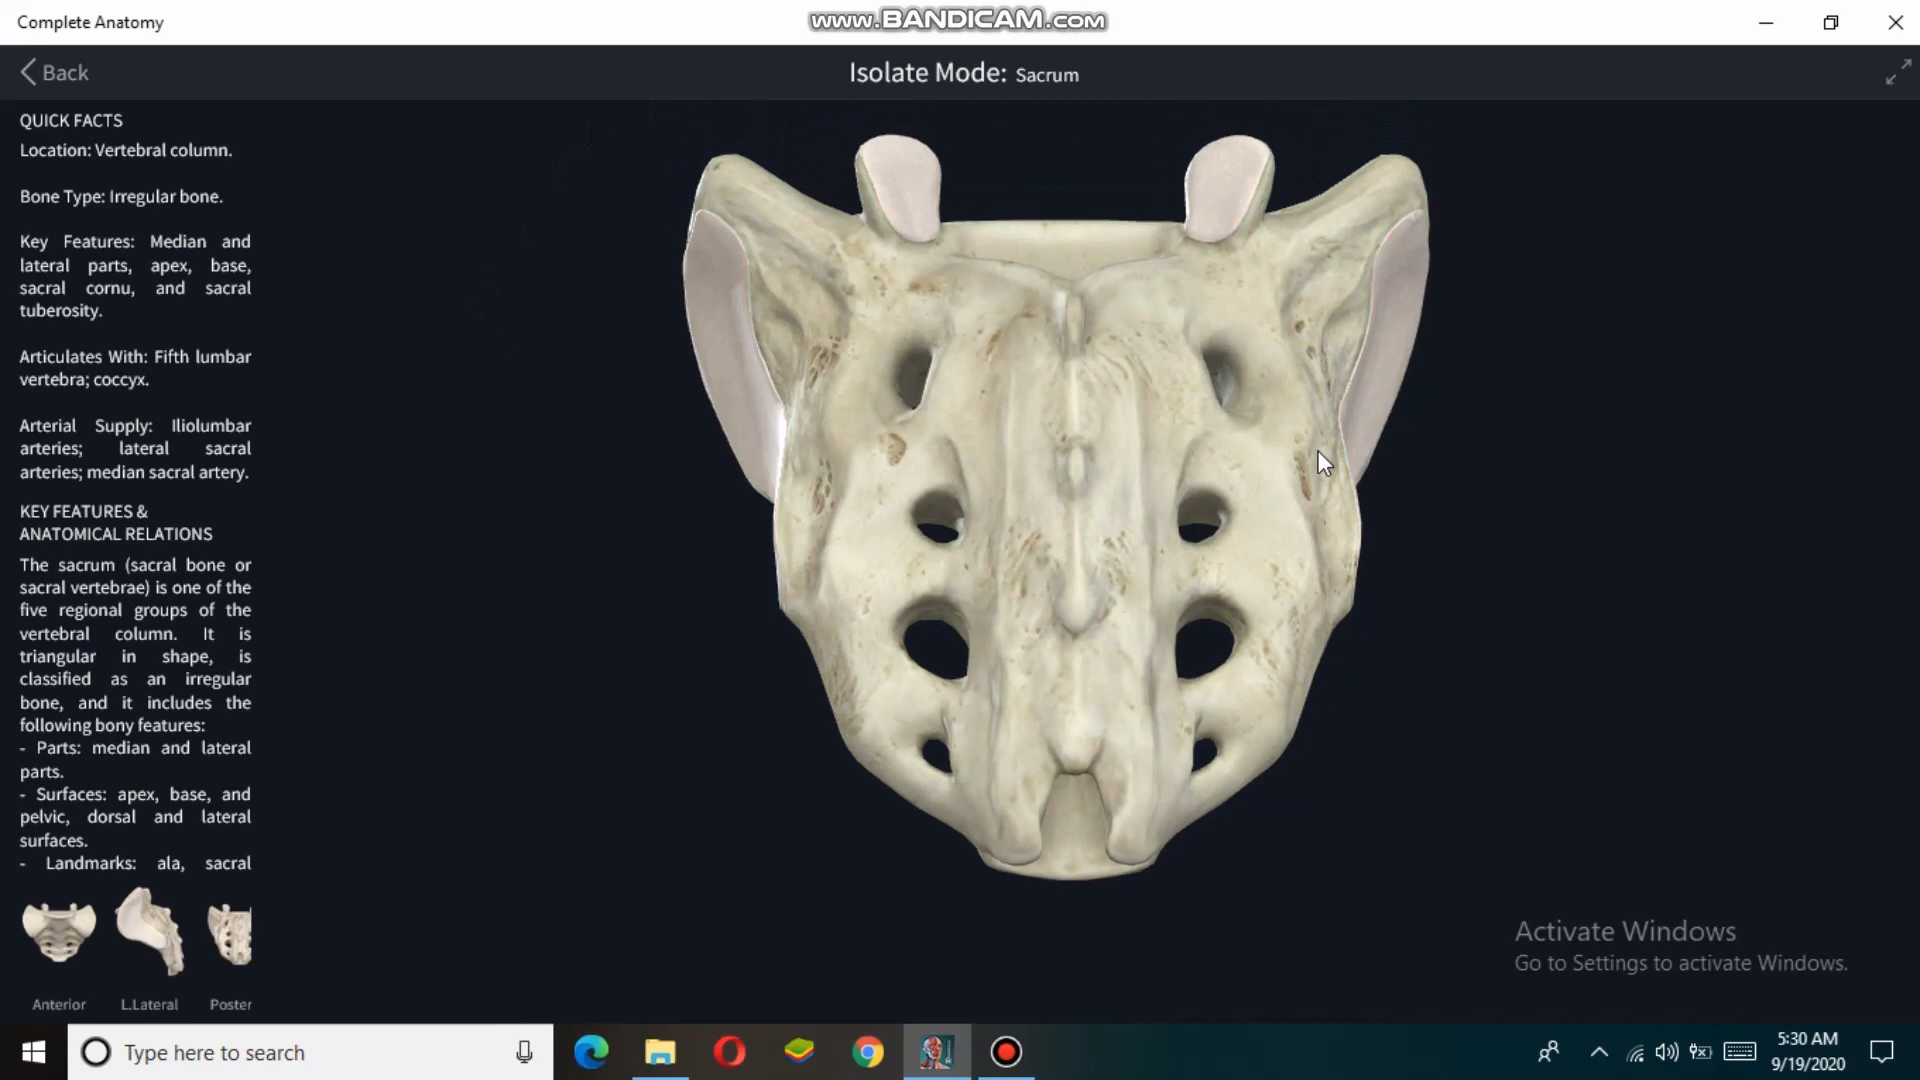 Complete Anatomy
www.BANDICAM.com
Back
Isolate Mode: Sacrum
QUICK FACTS
Location: Vertebral column.
Bone Type: Irregular bone.
Key Features: Median and
lateral parts, apex, base,
sacral cornu, and sacral
tuberosity.
Articulates With: Fifth lumbar
vertebra; coccyx.
Arterial Supply: Iliolumbar
arteries; lateral sacral
arteries; median sacral artery.
KEY FEATURES &
ANATOMICAL RELATIONS
The sacrum (sacral bone or
sacral vertebrae) is one of the
five regional groups of the
vertebral column. It is
triangular in shape, is
classified as an irregular
bone, and it includes the
following bony features:
- Parts: median and lateral
parts.
- Surfaces: apex, base, and
pelvic, dorsal and lateral
surfaces.
- Landmarks: ala, sacral
Anterior
L.Lateral
Poster
Activate Windows
Go to Settings to activate Windows.
Type here to search
5:30 AM
9/19/2020